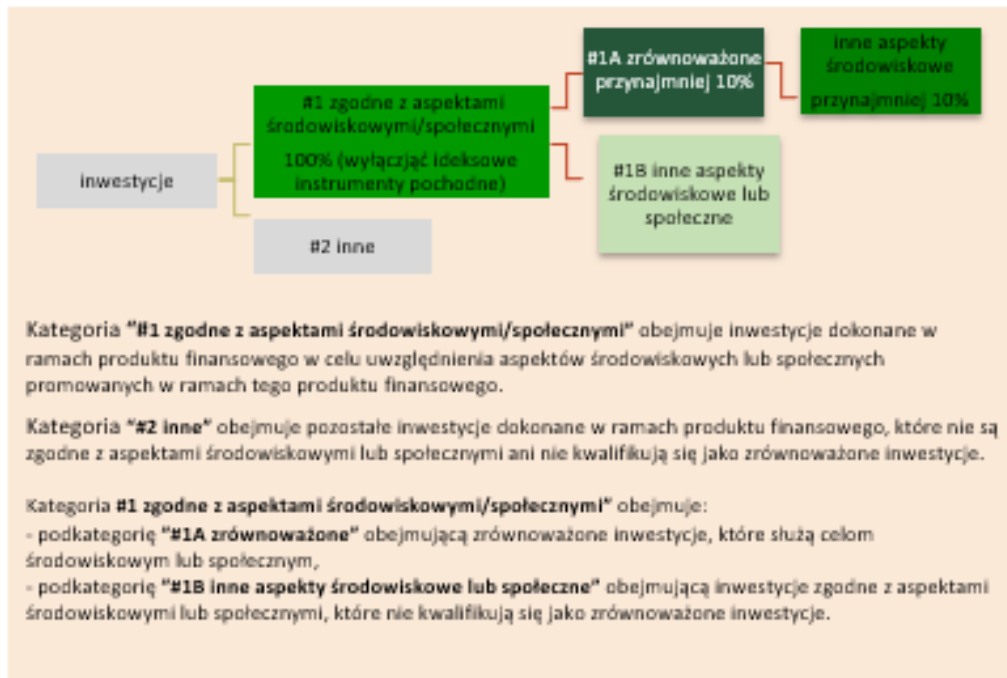 #1A zrównoważone
przynajmniej 10%
inne aspekty
środowiskowe
przynajmniej 10%
#1 zgodne z aspektami
środowiskowymi/społecznymi
100% (wyłączjąć ideksowe
instrumenty pochodne)
inwestycje
#1B inne aspekty
środowiskowe lub
społeczne
#2 inne
Kategoria "#1 zgodne z aspektami środowiskowymi/społecznymi" obejmuje inwestycje dokonane w
ramach produktu finansowego w celu uwzględnienia aspektów środowiskowych lub społecznych
promowanych w ramach tego produktu finansowego.
Kategoria "#2 inne" obejmuje pozostałe inwestycje dokonane w ramach produktu finansowego, które nie są
zgodne z aspektami środowiskowymi lub społecznymi ani nie kwalifikują się jako zrównoważone inwestycje.
Kategoria #1 zgodne z aspektami środowiskowymi/społecznymi" obejmuje:
- podkategorię "#1A zrównoważone" obejmującą zrównoważone inwestycje, które służą celom
środowiskowym lub społecznym,
- podkategorię "#1B inne aspekty środowiskowe lub społeczne" obejmującą inwestycje zgodne z aspektami
środowiskowymi lub społecznymi, które nie kwalifikują się jako zrównoważone inwestycje.